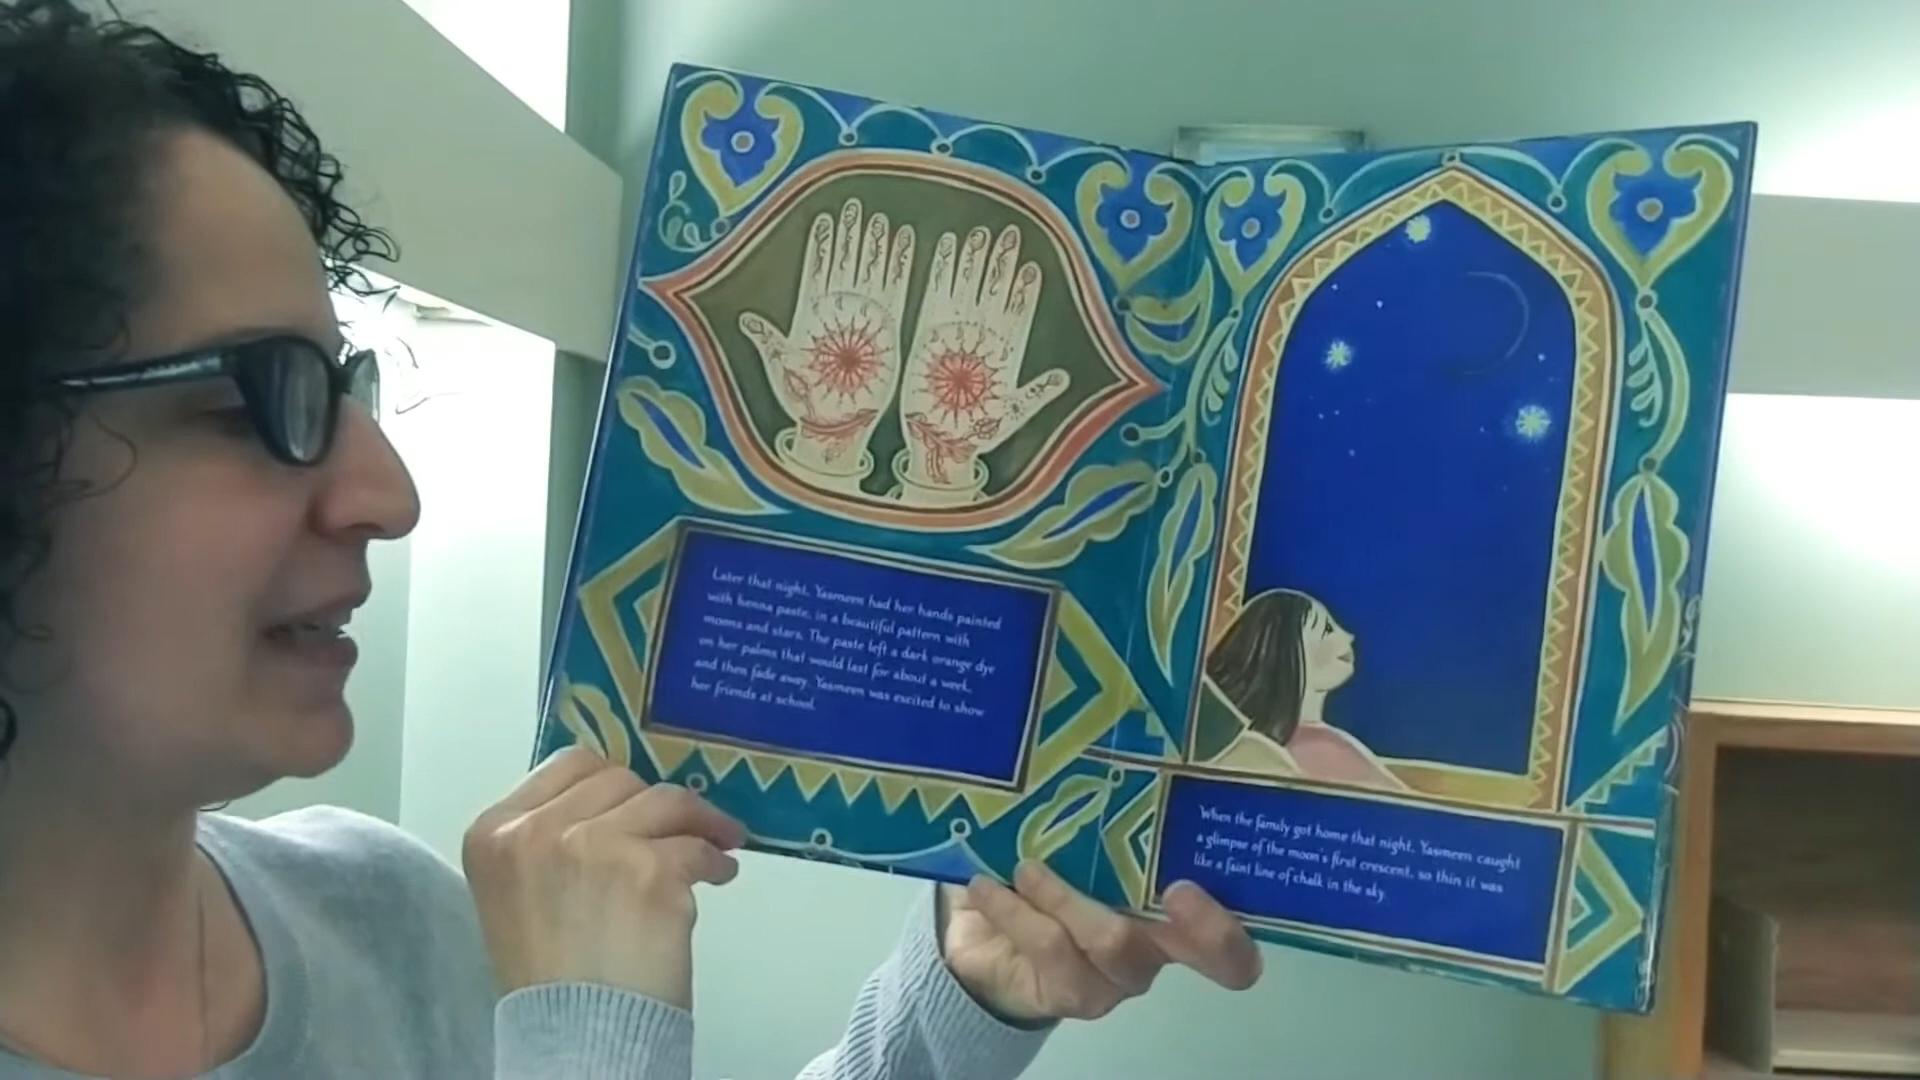 Later that night, Yasmeen had her hands painted
with henna paste, in a beautiful pattern with
moons and stars. The paste left a dark orange dye
on her palms that would last for about a week,
and then fade away. Yasmeen was excited to show
her friends at school.
When the family got home that night, Yasmeen caught
a glimpse of the moon's first crescent, so thin it was
like a faint line of chalk in the sky.